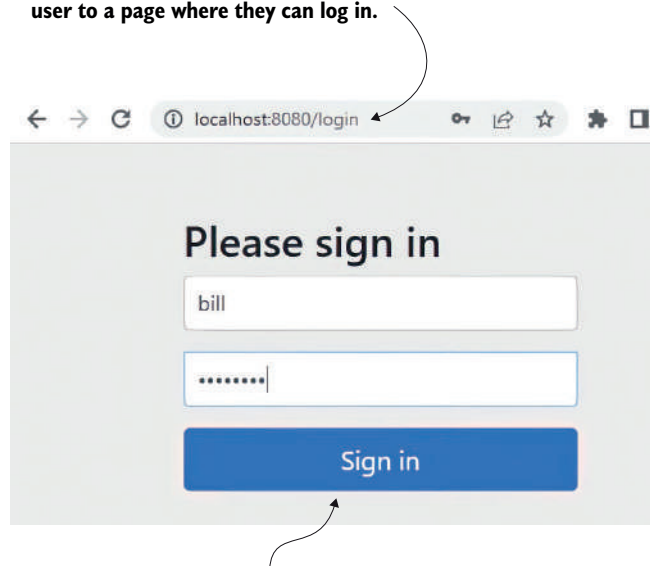 user to a page where they can log in.
localhost:8080/login
Please sign in
bill
••••••••
Sign in